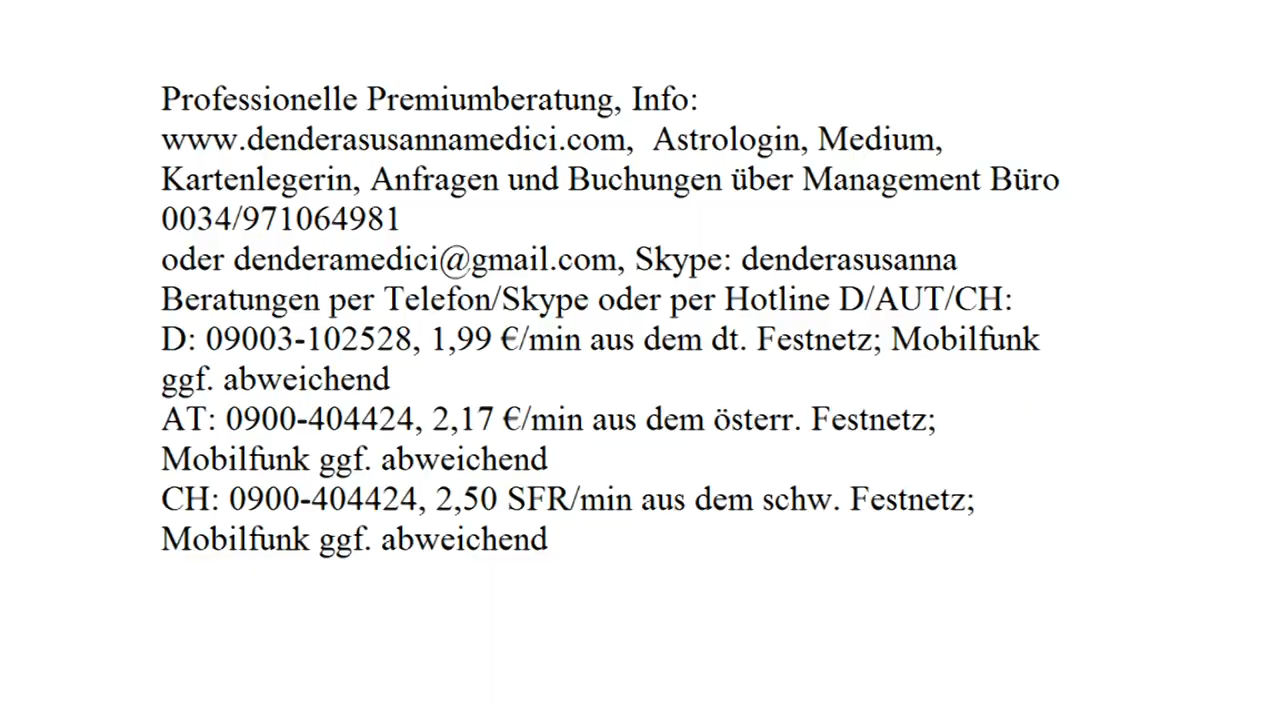 Professionelle Premiumberatung, Info:
www.denderasusannamedici.com,  Astrologin, Medium,
Kartenlegerin, Anfragen und Buchungen über Management Büro
0034/971064981
oder denderamedici@gmail.com, Skype: denderasusanna
Beratungen per Telefon/Skype oder per Hotline D/AUT/CH:
D: 09003-102528, 1,99 €/min aus dem dt. Festnetz; Mobilfunk
ggf. abweichend
AT: 0900-404424, 2,17 €/min aus dem österr. Festnetz;
Mobilfunk ggf. abweichend
CH: 0900-404424, 2,50 SFR/min aus dem schw. Festnetz;
Mobilfunk ggf. abweichend